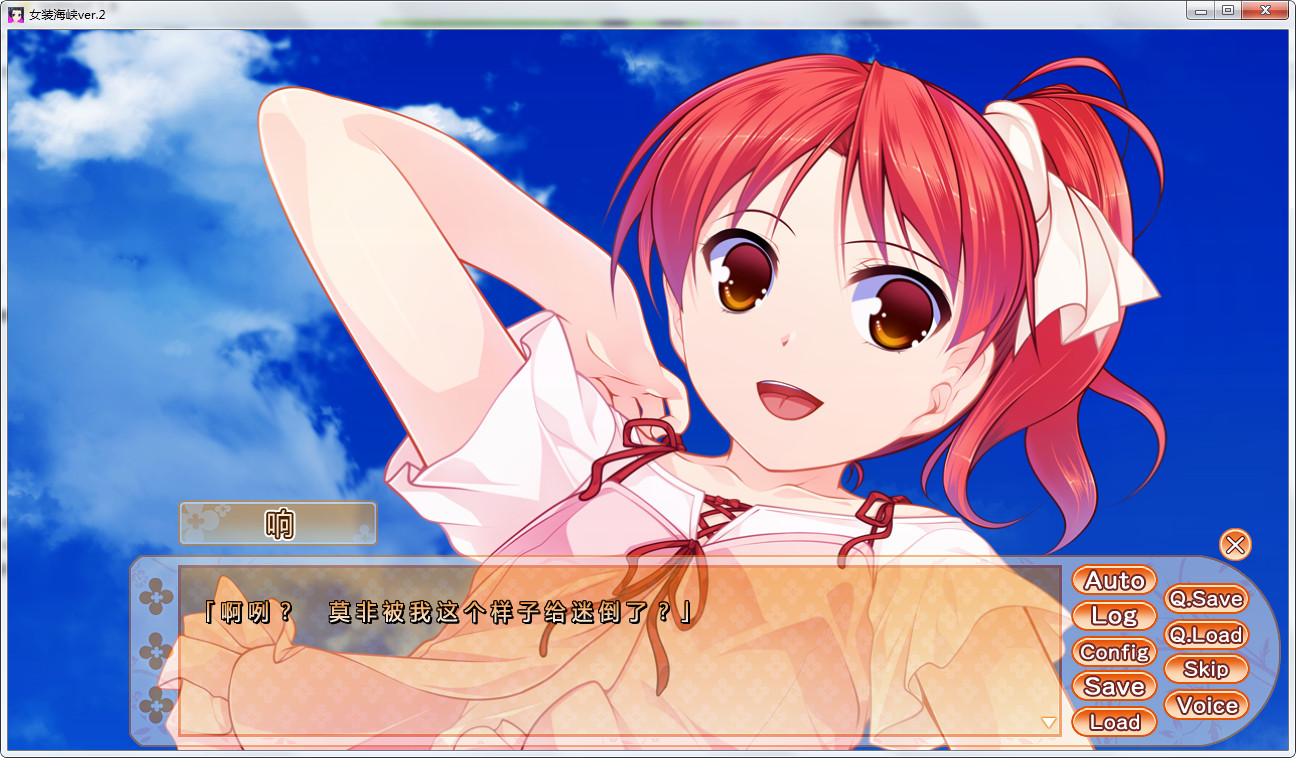 女装海峡ver.2
响
「啊咧？　莫非被我这个样子给迷倒了？」
Auto
Q.Save
Log
Q.Load
Config
Skip
Save
Voice
Load